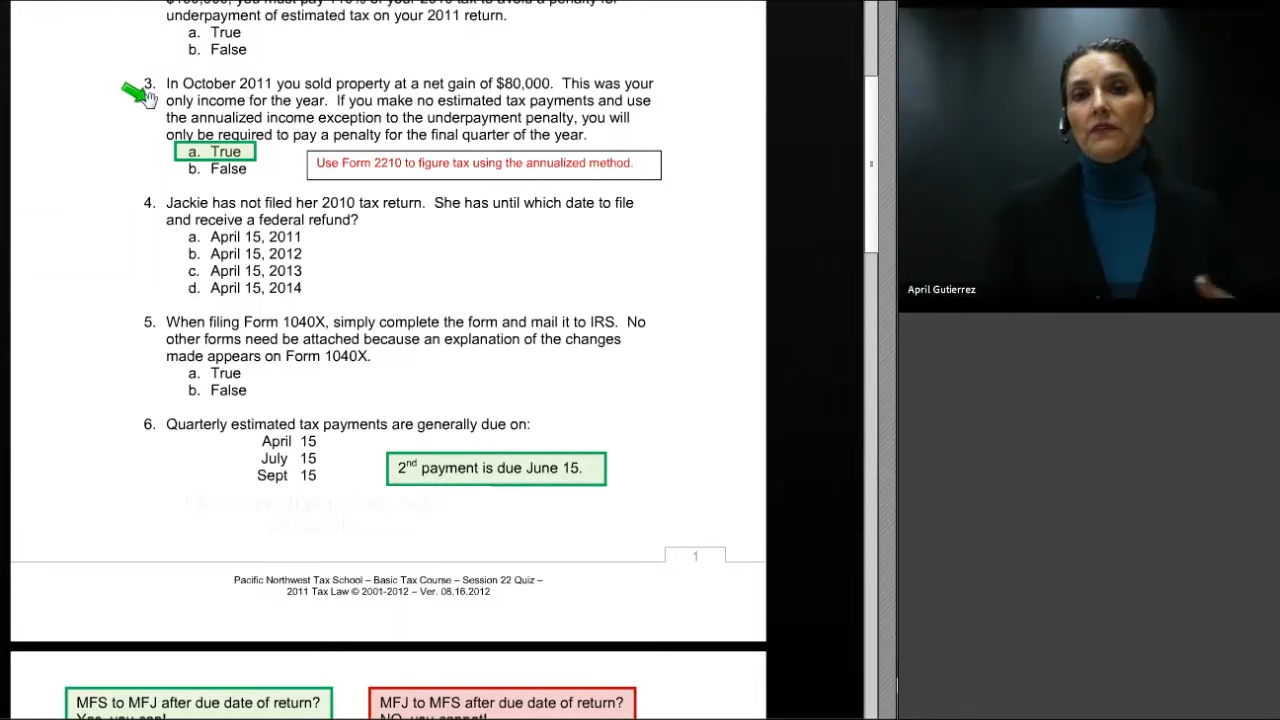 underpayment of estimated tax on your 2011 return.
a. True
b. False
3. In October 2011 you sold property at a net gain of $80,000. This was your
only income for the year. If you make no estimated tax payments and use
the annualized income exception to the underpayment penalty, you will
only be required to pay a penalty for the final quarter of the year.
a. True
b. False
Use Form 2210 to figure tax using the annualized method.
4. Jackie has not filed her 2010 tax return. She has until which date to file
and receive a federal refund?
a. April 15, 2011
b. April 15, 2012
c. April 15, 2013
d. April 15, 2014
5. When filing Form 1040X, simply complete the form and mail it to IRS. No
other forms need be attached because an explanation of the changes
made appears on Form 1040X.
a. True
b. False
6. Quarterly estimated tax payments are generally due on:
April 15
July 15
Sept 15
2nd payment is due June 15.
1
Pacific Northwest Tax School – Basic Tax Course – Session 22 Quiz –
2011 Tax Law © 2001-2012 – Ver. 08.16.2012
MFS to MFJ after due date of return?
Yes, you can!
MFJ to MFS after due date of return?
NO, you cannot!
April Gutierrez